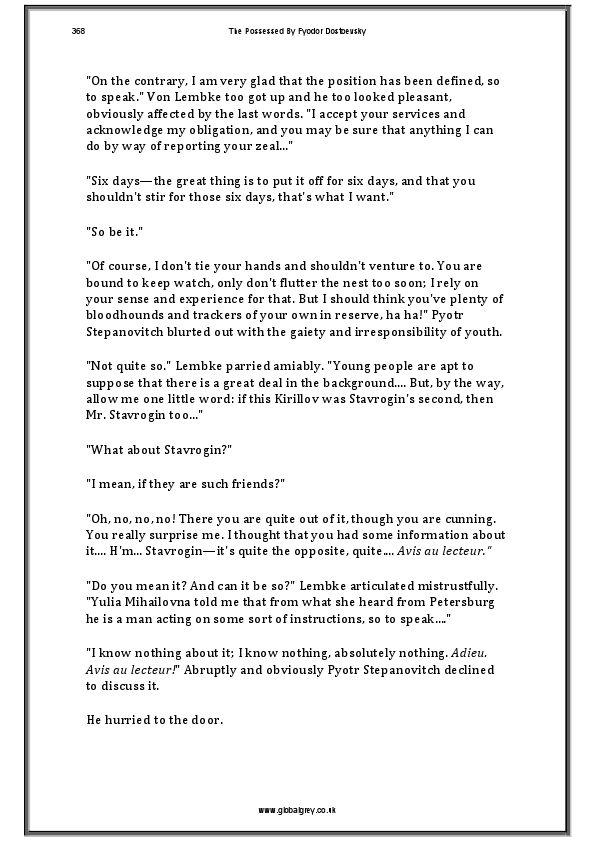 368 The Possessed By Fyodor Dostoevsky
"On the contrary, I am very glad that the position has been defined, so
to speak." Von Lembke too got up and he too looked pleasant,
obviously affected by the last words. "I accept your services and
acknowledge my obligation, and you may be sure that anything I can
do by way of reporting your zeal..."
"Six days—the great thing is to put it off for six days, and that you
shouldn't stir for those six days, that's what I want."
"So be it."
"Of course, I don't tie your hands and shouldn't venture to. You are
bound to keep watch, only don't flutter the nest too soon; I rely on
your sense and experience for that. But I should think you've plenty of
bloodhounds and trackers of your own in reserve, ha ha!" Pyotr
Stepanovitch blurted out with the gaiety and irresponsibility of youth.
"Not quite so." Lembke parried amiably. "Young people are apt to
suppose that there is a great deal in the background.... But, by the way,
allow me one little word: if this Kirillov was Stavrogin's second, then
Mr. Stavrogin too..."
"What about Stavrogin?"
"I mean, if they are such friends?"
"Oh, no, no, no! There you are quite out of it, though you are cunning.
You really surprise me. I thought that you had some information about
it.... H'm... Stavrogin—it's quite the opposite, quite.... Avis au lecteur."
"Do you mean it? And can it be so?" Lembke articulated mistrustfully.
"Yulia Mihailovna told me that from what she heard from Petersburg
he is a man acting on some sort of instructions, so to speak...."
"I know nothing about it; I know nothing, absolutely nothing. Adieu.
Avis au lecteur!" Abruptly and obviously Pyotr Stepanovitch declined
to discuss it.
He hurried to the door.
www.globalgrey.co.uk